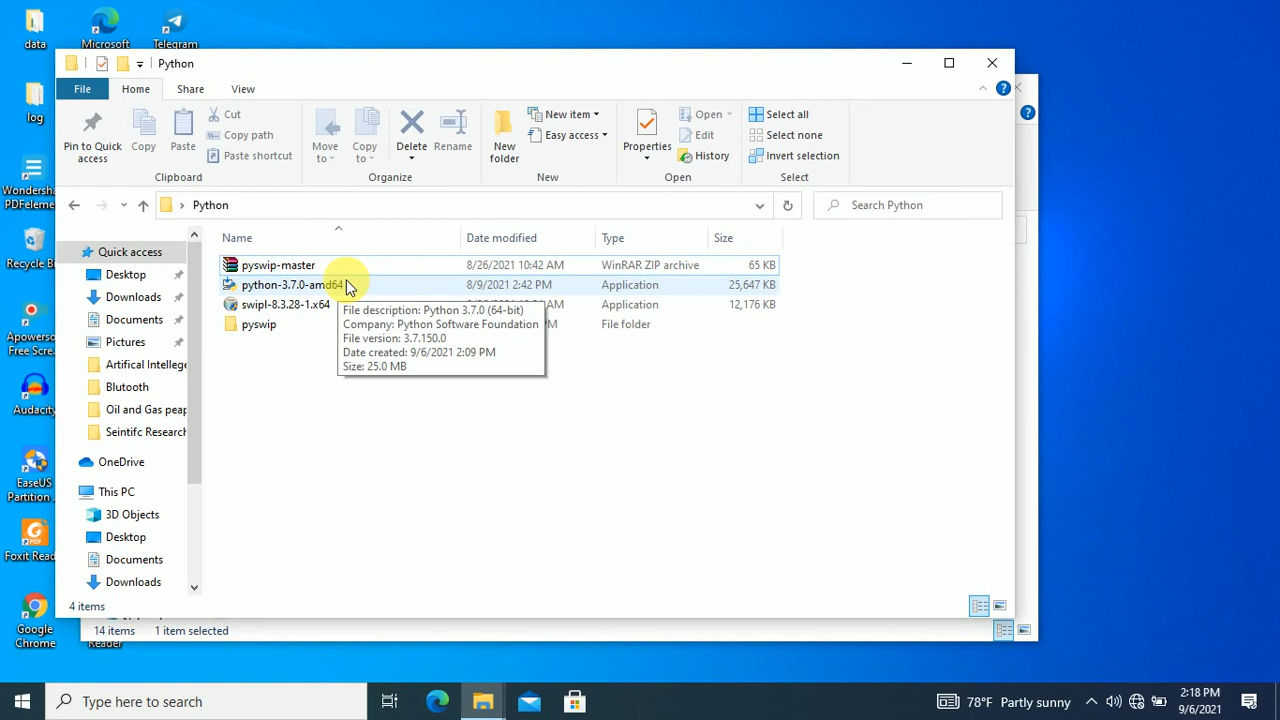 data
Microsoft
Telegram
log
Wondersha
PDFeleme
Recycle Bi
Apowerso
Free Scre
Audacity
EaseUS
Partition
Foxit Read
Google
Chrome
Python
File
Home
Share
View
Pin to Quick
access
Copy
Paste
Cut
Copy path
Paste shortcut
Clipboard
Move
to
Copy
to
Delete
Rename
Organize
New
folder
New item
Easy access
New
Properties
Open
Edit
History
Open
Select all
Select none
Invert selection
Select
Python
Search Python
Quick access
Desktop
Downloads
Documents
Pictures
Artifical Intellege
Blutooth
Oil and Gas peap
Seintifc Research
OneDrive
This PC
3D Objects
Desktop
Documents
Downloads
Name Date modified Type Size
pyswip-master 8/26/2021 10:42 AM WinRAR ZIP archive 65 KB
python-3.7.0-amd64 8/9/2021 2:42 PM Application 25,647 KB
swipl-8.3.28-1.x64 AM Application 12,176 KB
pyswip PM File folder
File description: Python 3.7.0 (64-bit)
Company: Python Software Foundation
File version: 3.7.150.0
Date created: 9/6/2021 2:09 PM
Size: 25.0 MB
4 items
14 items 1 item selected
Reader
Type here to search
78°F Partly sunny
2:18 PM
9/6/2021